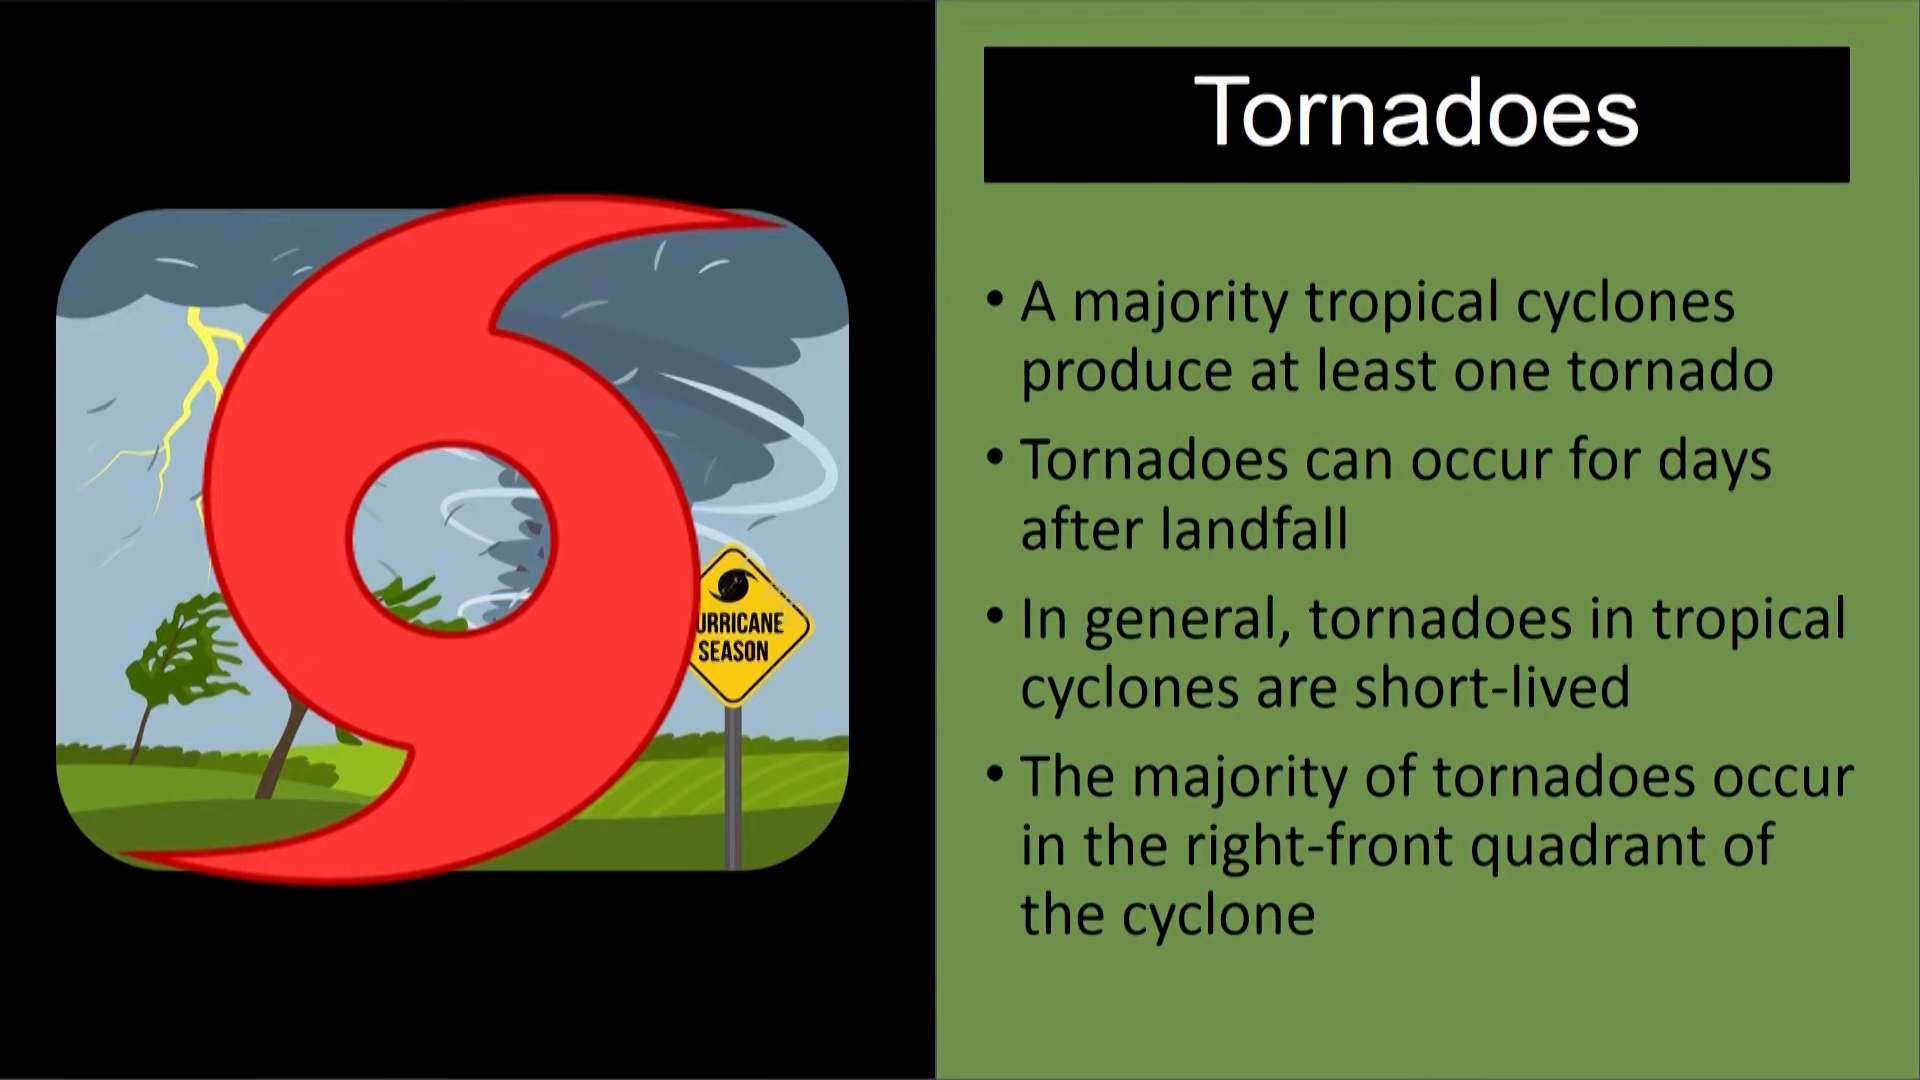 Tornadoes
• A majority tropical cyclones
produce at least one tornado
• Tornadoes can occur for days
after landfall
• In general, tornadoes in tropical
cyclones are short-lived
• The majority of tornadoes occur
in the right-front quadrant of
the cyclone
URRICANE
SEASON